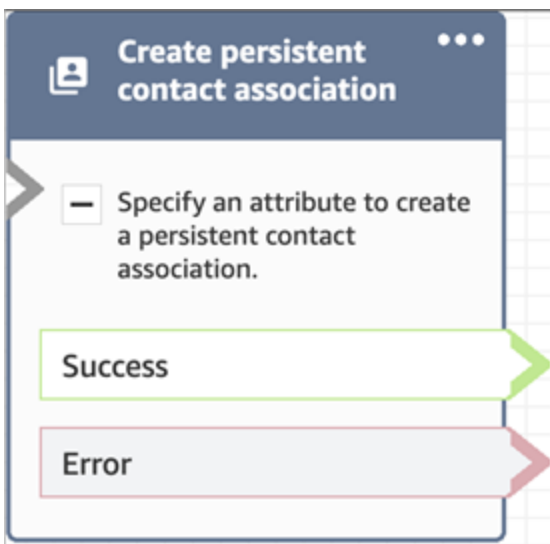 Create persistent
contact association
Specify an attribute to create
a persistent contact
association.
Success
Error